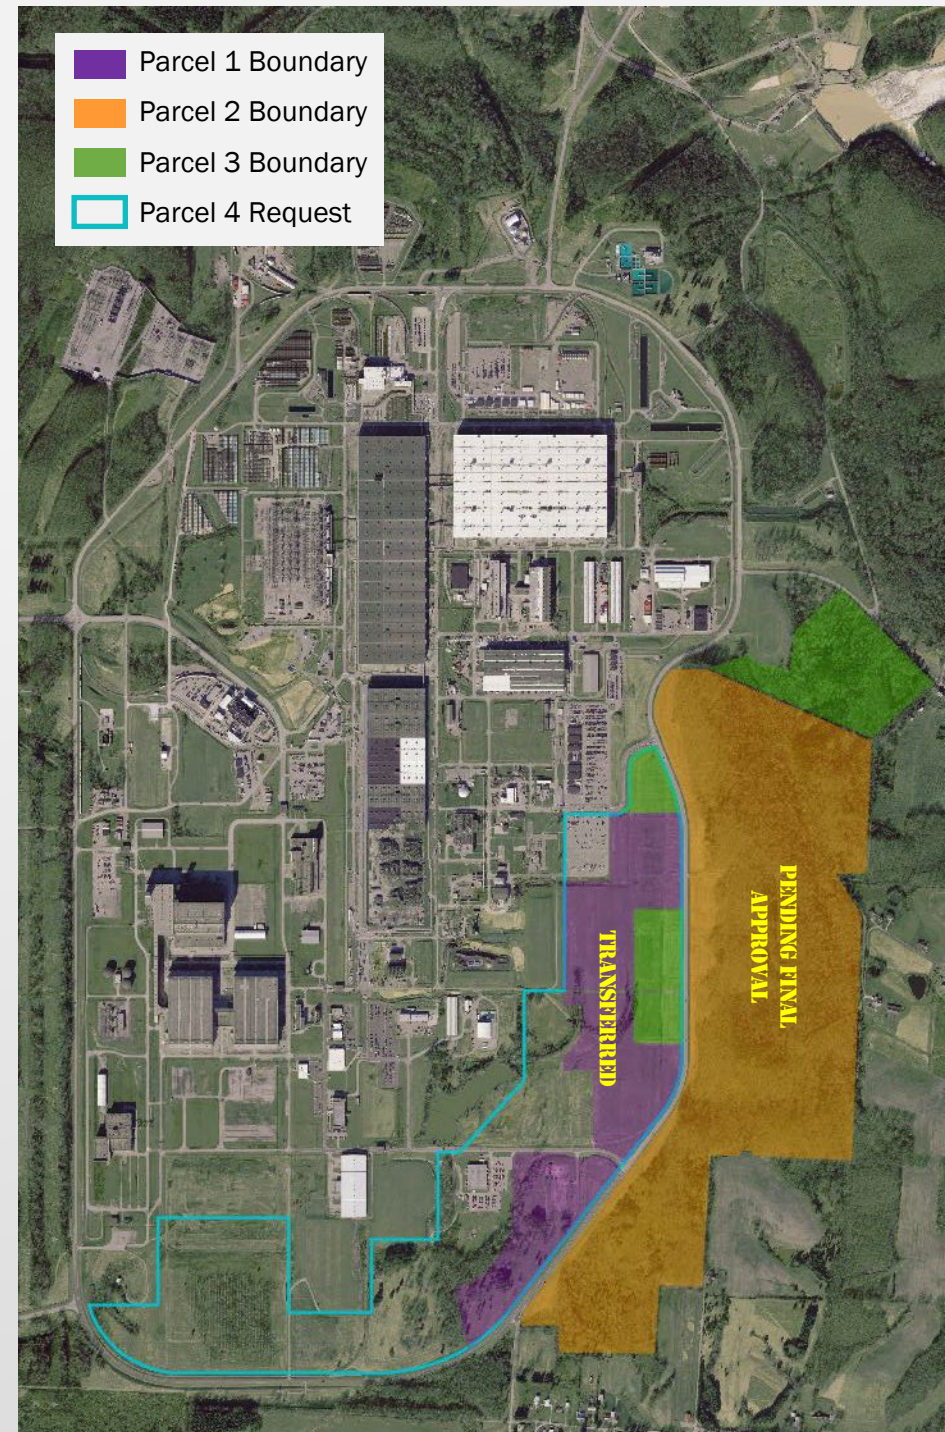 Parcel 1 Boundary
Parcel 2 Boundary
Parcel 3 Boundary
Parcel 4 Request
TRANSFERRED
PENDING FINAL
APPROVAL